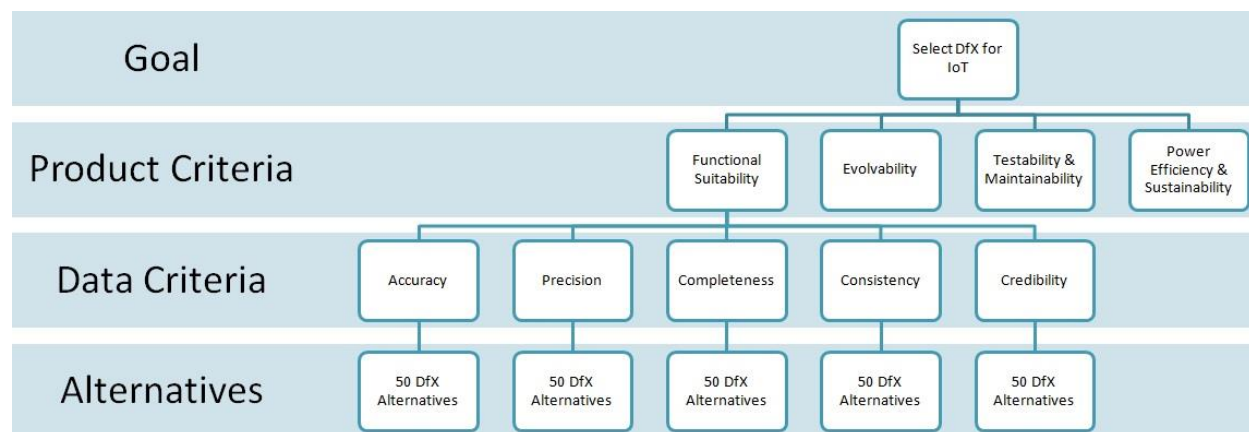 Goal
Select DfX for
IoT
Product Criteria
Functional
Suitability
Evolvability
Testability &
Maintainability
Power
Efficiency &
Sustainability
Data Criteria
Accuracy
Precision
Completeness
Consistency
Credibility
Alternatives
50 DfX
Alternatives
50 DfX
Alternatives
50 DfX
Alternatives
50 DfX
Alternatives
50 DfX
Alternatives